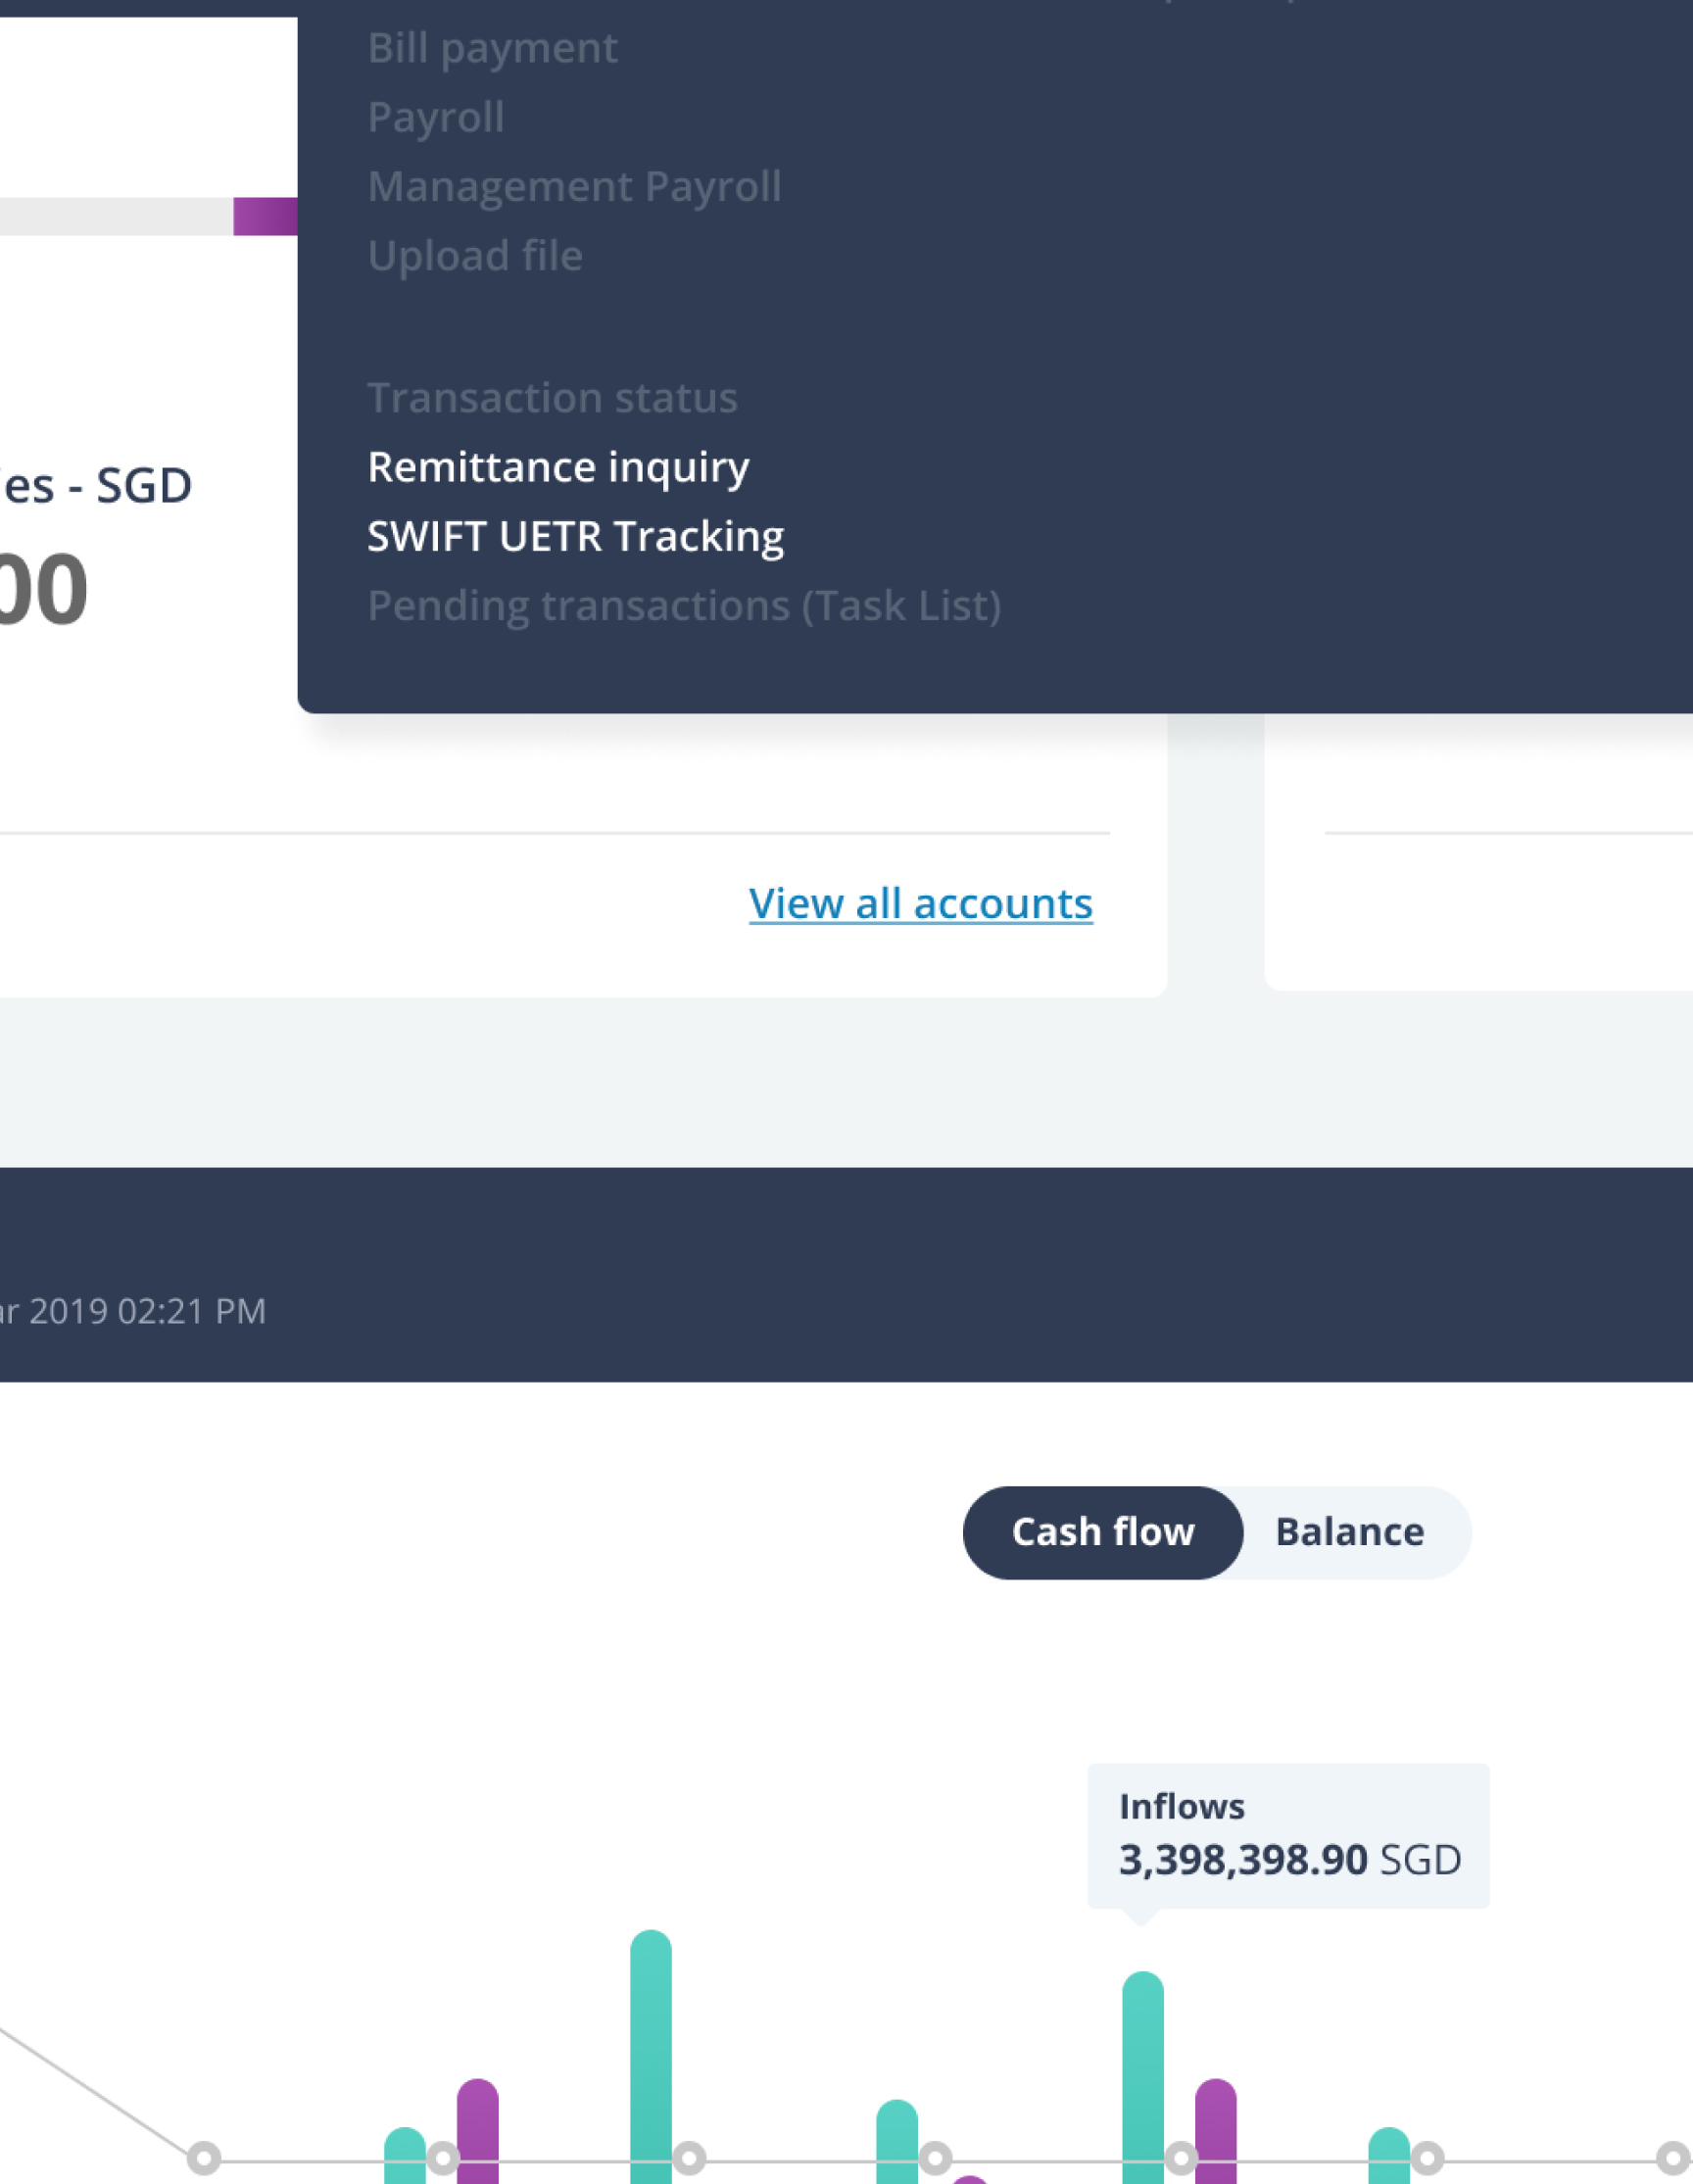 Bill payment
Payroll
Management Payroll
Upload file
Transaction status
Remittance inquiry
SWIFT UETR Tracking
Pending transactions (Task List)
es - SGD
00
View all accounts
2019 02:21 PM
Cash flow
Balance
Inflows
3,398,398.90 SGD